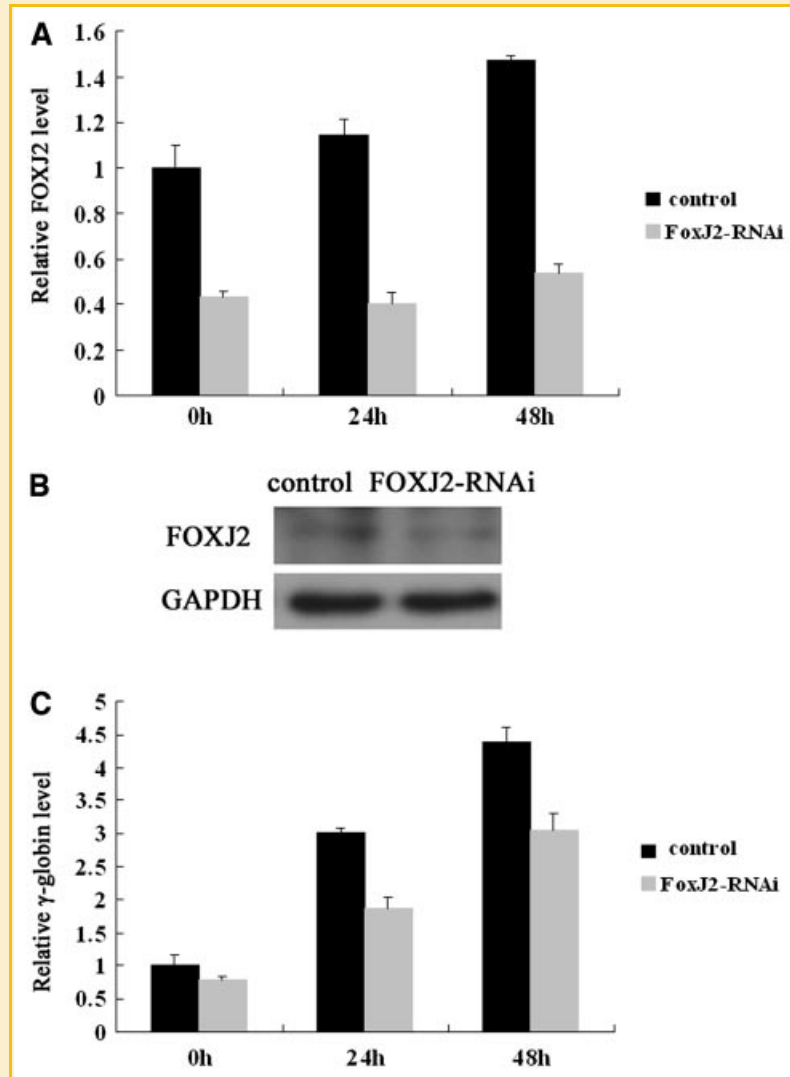 A
Relative FOXJ2 level
1.6
1.4
1.2
1
0.8
0.6
0.4
0.2
0
0h 24h 48h
control
FoxJ2-RNAi
B
control FOXJ2-RNAi
FOXJ2
GAPDH
C
Relative γ-globin level
5
4.5
4
3.5
3
2.5
2
1.5
1
0.5
0
0h 24h 48h
control
FoxJ2-RNAi